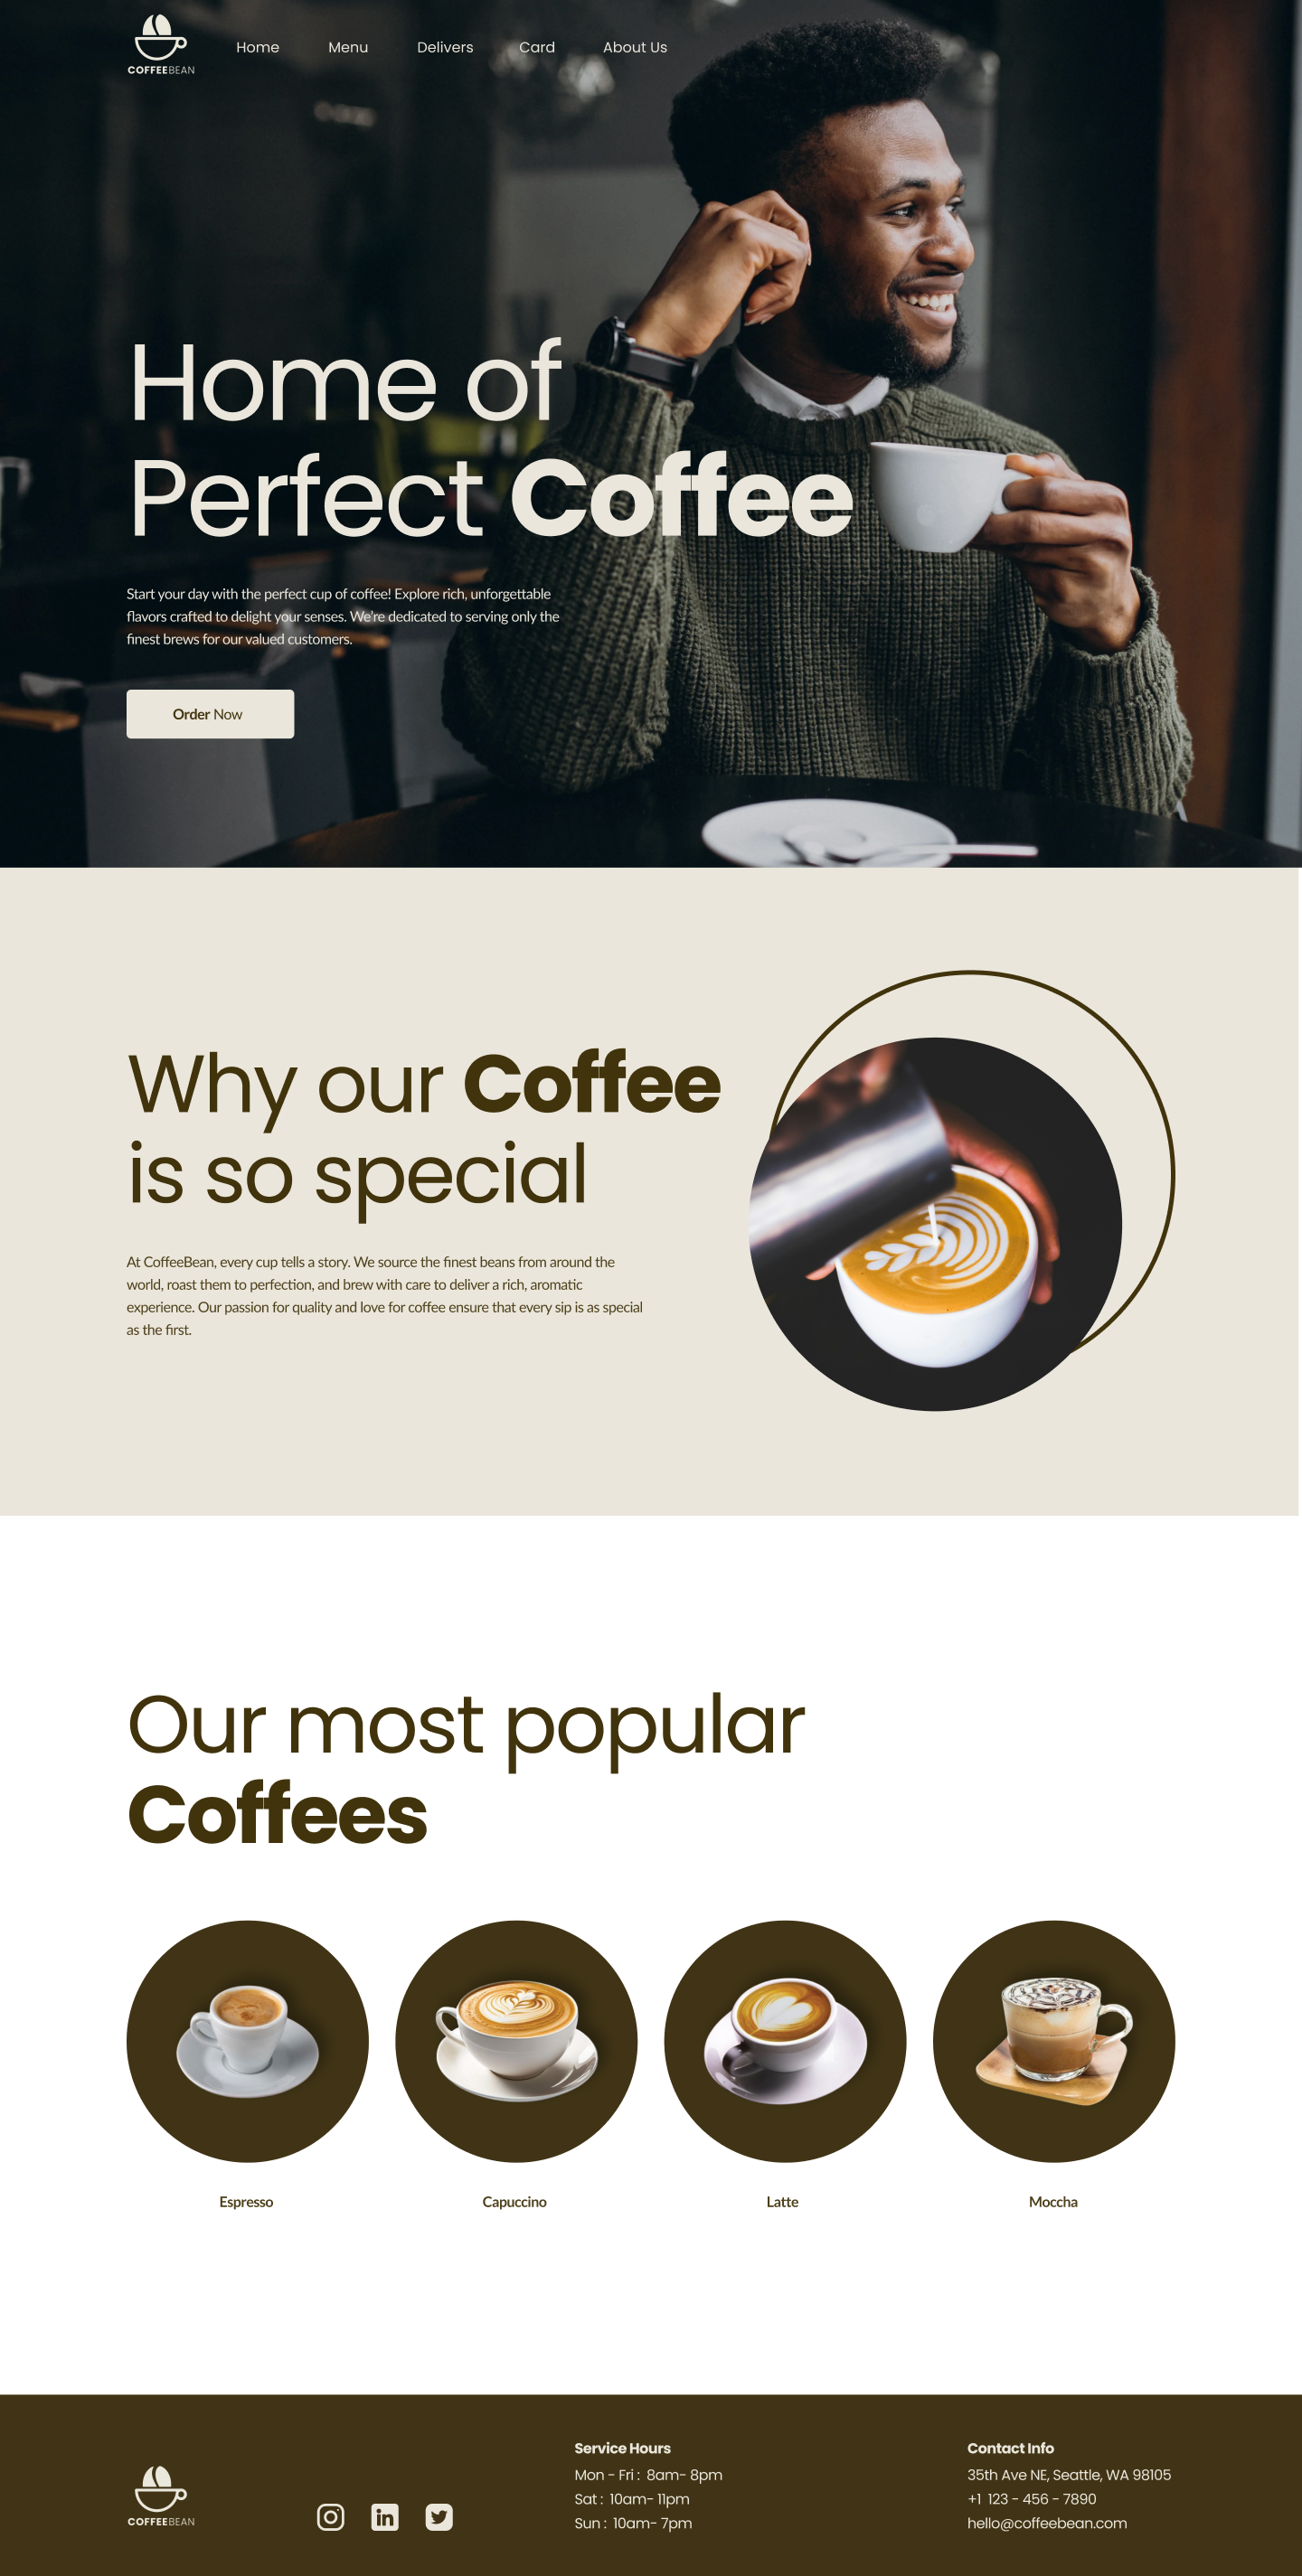 COFFEEBEAN
Home Menu Delivers Card About Us
Home of
Perfect Coffee
Start your day with the perfect cup of coffee! Explore rich, unforgettable
flavors crafted to delight your senses. We're dedicated to serving only the
finest brews for our valued customers.
Order Now
Why our Coffee
is so special
At CoffeeBean, every cup tells a story. We source the finest beans from around the
world, roast them to perfection, and brew with care to deliver a rich, aromatic
experience. Our passion for quality and love for coffee ensure that every sip is as special
as the first.
Our most popular
Coffees
Espresso
Capuccino
Latte
Moccha
COFFEEBEAN
in
Service Hours
Mon - Fri : 8am- 8pm
Sat : 10am- 11pm
Sun : 10am- 7pm
Contact Info
35th Ave NE, Seattle, WA 98105
+1 123 - 456 - 7890
hello@coffeebean.com